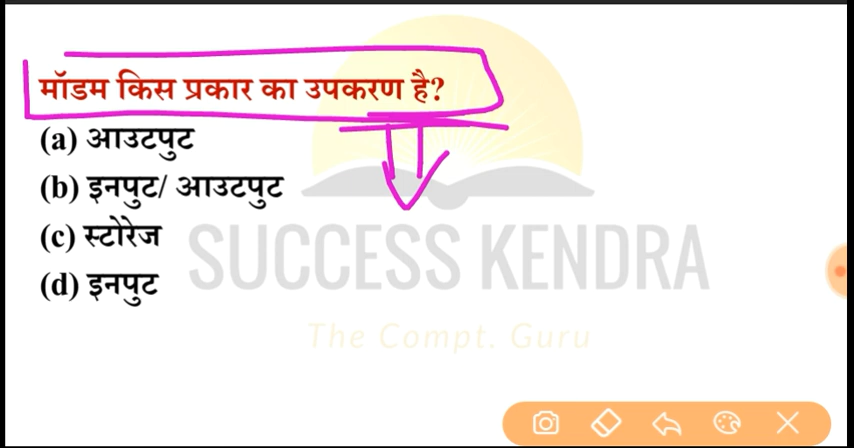 मॉडम किस प्रकार का उपकरण है?
(a) आउटपुट
(b) इनपुट/ आउटपुट
(c) स्टोरेज
(d) इनपुट
SUCCESS KENDRA
The Compt. Guru